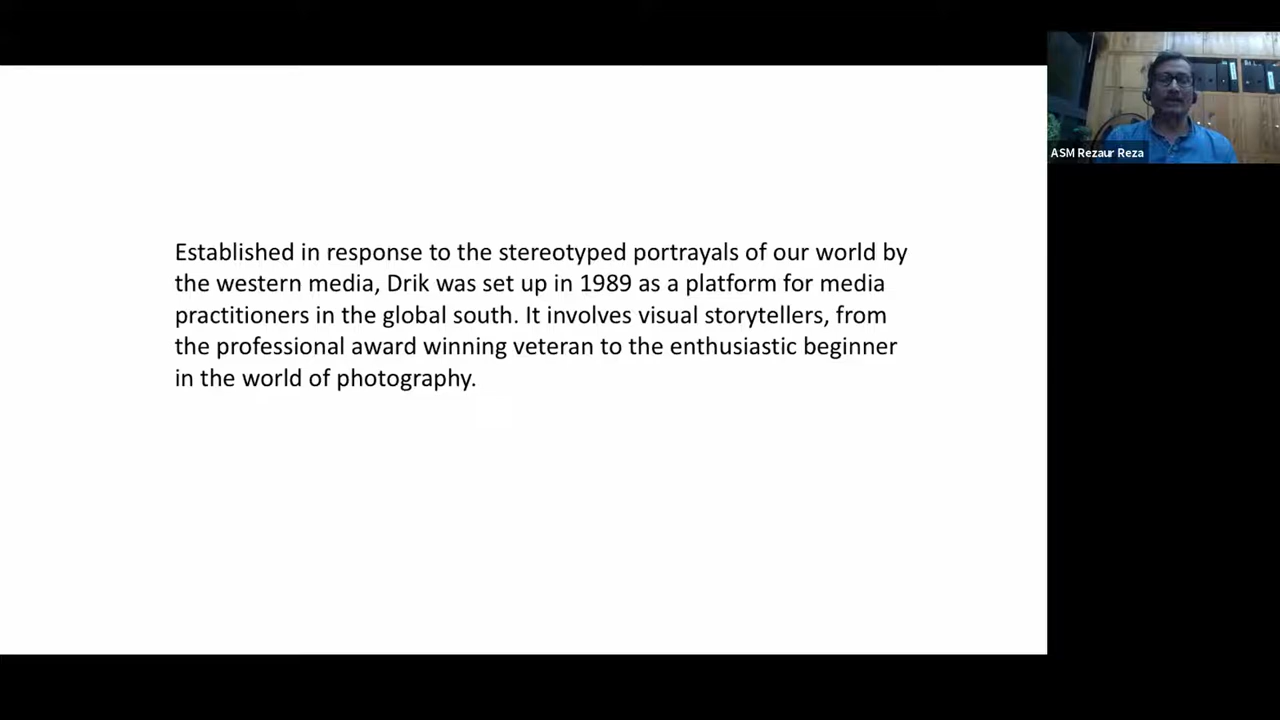 Established in response to the stereotyped portrayals of our world by
the western media, Drik was set up in 1989 as a platform for media
practitioners in the global south. It involves visual storytellers, from
the professional award winning veteran to the enthusiastic beginner
in the world of photography.
ASM Rezaur Reza